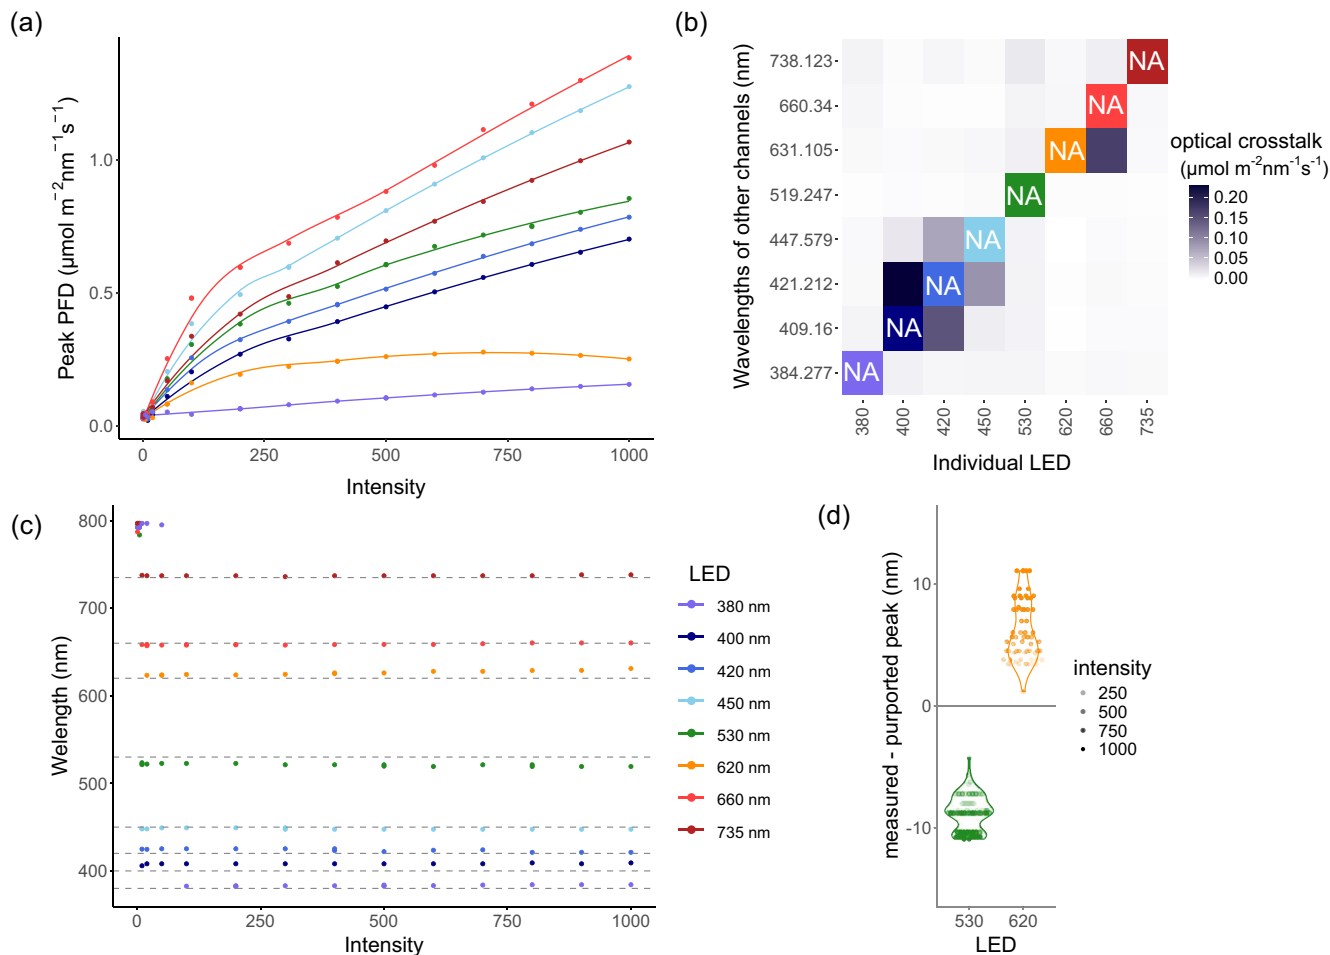 (a)
Peak PFD (μmol m⁻²nm⁻¹s⁻¹)
1.0
0.5
0.0
0
250
500
750
1000
Intensity
(b)
Wavelengths of other channels (nm)
738.123
660.34
631.105
519.247
447.579
421.212
409.16
384.277
NA
NA
NA
NA
NA
NA
NA
NA
380
400
420
450
530
620
660
735
Individual LED
optical crosstalk
(μmol m⁻²nm⁻¹s⁻¹)
0.20
0.15
0.10
0.05
0.00
(c)
Welength (nm)
800
700
600
500
400
0
250
500
750
1000
Intensity
LED
380 nm
400 nm
420 nm
450 nm
530 nm
620 nm
660 nm
735 nm
(d)
measured - purported peak (nm)
10
0
-10
530
620
LED
intensity
250
500
750
1000